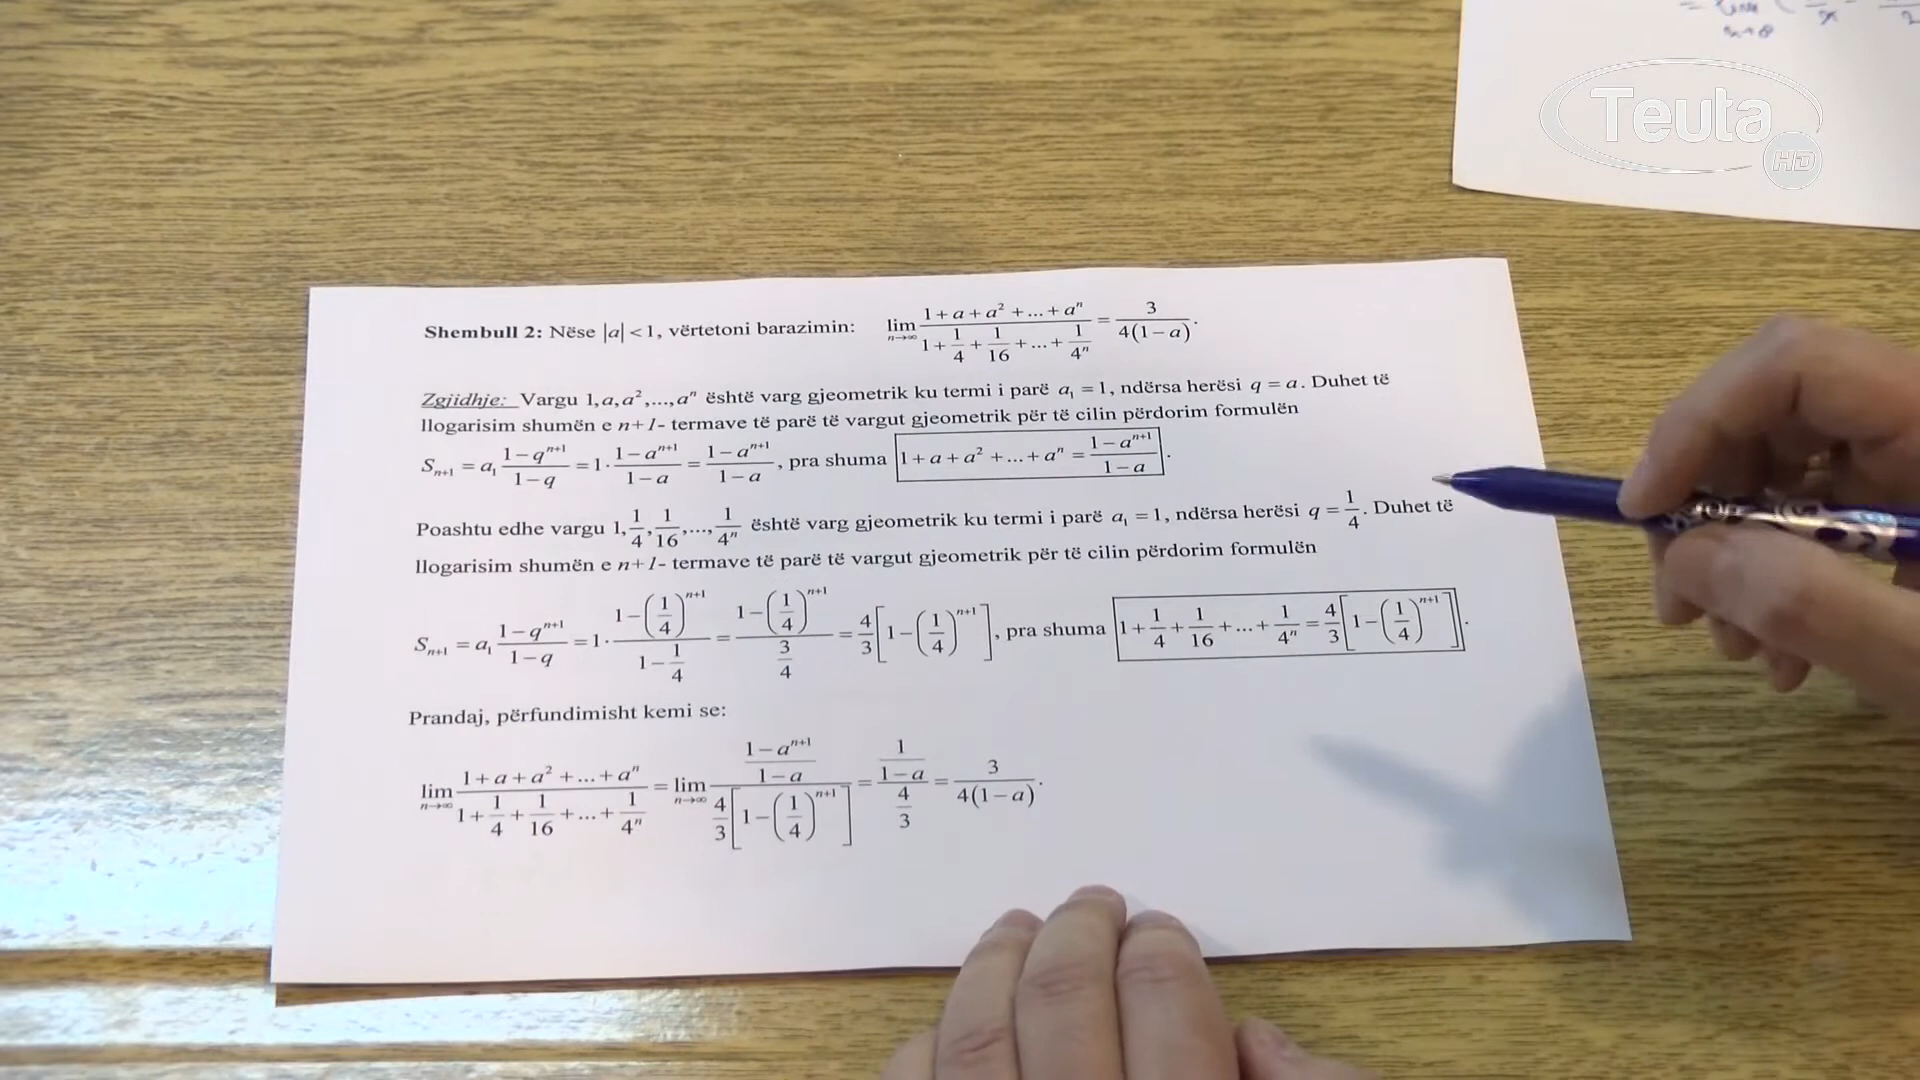 = lim
n→∞
Teuta
HD
Shembull 2: Nëse |a| < 1, vërtetoni barazimin: lim_{n→∞} (1 + a + a² + ... + aⁿ) / (1 + 1/4 + 1/16 + ... + 1/4ⁿ) = 3 / (4(1 − a)).
Zgjidhje: Vargu 1, a, a², ..., aⁿ është varg gjeometrik ku termi i parë a₁ = 1, ndërsa herësi q = a. Duhet të
llogarisim shumën e n+1- termave të parë të vargut gjeometrik për të cilin përdorim formulën
S_{n+1} = a₁ (1 − q^{n+1}) / (1 − q) = 1 · (1 − a^{n+1}) / (1 − a) = (1 − a^{n+1}) / (1 − a), pra shuma 1 + a + a² + ... + aⁿ = (1 − a^{n+1}) / (1 − a).
Poashtu edhe vargu 1, 1/4, 1/16, ..., 1/4ⁿ është varg gjeometrik ku termi i parë a₁ = 1, ndërsa herësi q = 1/4. Duhet të
llogarisim shumën e n+1- termave të parë të vargut gjeometrik për të cilin përdorim formulën
S_{n+1} = a₁ (1 − q^{n+1}) / (1 − q) = 1 · (1 − (1/4)^{n+1}) / (1 − 1/4) = (1 − (1/4)^{n+1}) / (3/4) = 4/3 [1 − (1/4)^{n+1}], pra shuma 1 + 1/4 + 1/16 + ... + 1/4ⁿ = 4/3 [1 − (1/4)^{n+1}].
Prandaj, përfundimisht kemi se:
lim_{n→∞} (1 + a + a² + ... + aⁿ) / (1 + 1/4 + 1/16 + ... + 1/4ⁿ) = lim_{n→∞} ((1 − a^{n+1}) / (1 − a)) / (4/3 [1 − (1/4)^{n+1}]) = (1 / (1 − a)) / (4/3) = 3 / (4(1 − a)).